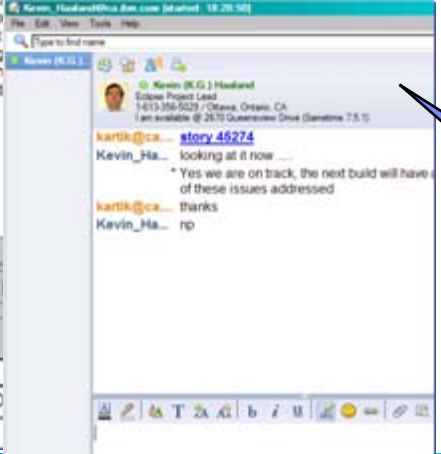 Kevin_Haaland@ca.ibm.com [started: 18:28:50]
File Edit View Tools Help
Type to find name
Kevin (K.G.)
Kevin (K.G.) Haaland
Eclipse Project Lead
1-613-356-5029 / Ottawa, Ontario, CA
I am available @ 2670 Queensview Drive (Sametime 7.5.1)
kartik@ca... story 45274
Kevin_Ha... looking at it now ....
* Yes we are on track, the next build will have a
of these issues addressed
kartik@ca... thanks
Kevin_Ha... np
A T b i u